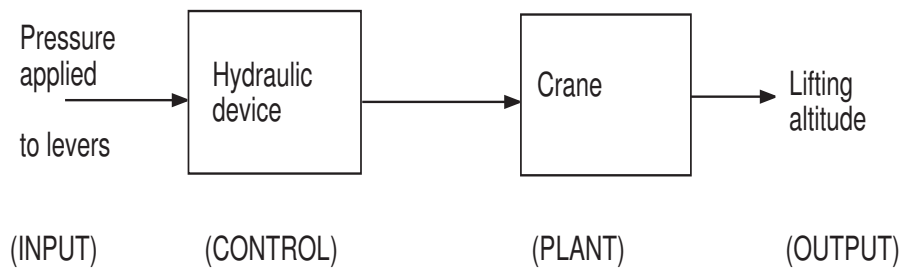 Pressure
applied
to levers
Hydraulic
device
Crane
Lifting
altitude
(INPUT)
(CONTROL)
(PLANT)
(OUTPUT)